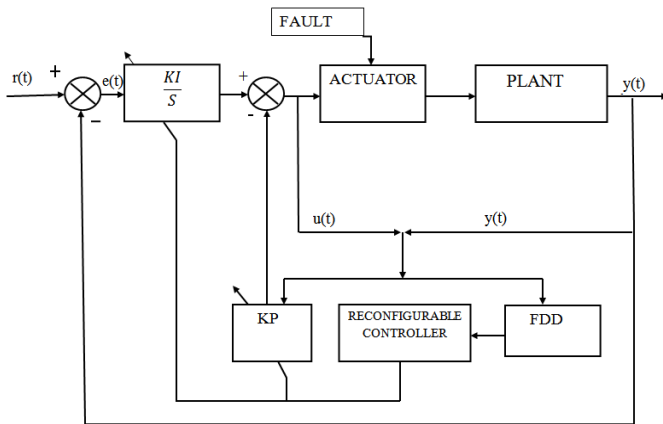 FAULT
r(t)
+
e(t)
−
KI
S
+
-
ACTUATOR
PLANT
y(t)
u(t)
y(t)
KP
RECONFIGURABLE
CONTROLLER
FDD